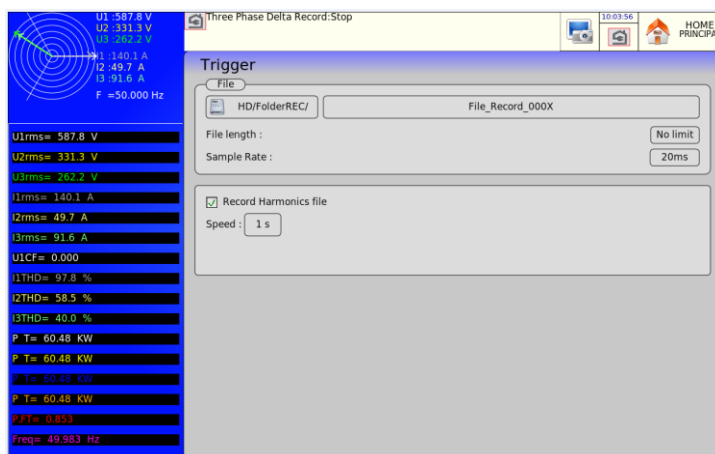 U1 :587.8 V
U2 :331.3 V
U3 :262.2 V
I1 :140.1 A
I2 :49.7 A
I3 :91.6 A
F =50.000 Hz
Three Phase Delta Record:Stop
10:03:56
HOME
PRINCIPA
U1rms= 587.8 V
U2rms= 331.3 V
U3rms= 262.2 V
I1rms= 140.1 A
I2rms= 49.7 A
I3rms= 91.6 A
U1CF= 0.000
I1THD= 97.8 %
I2THD= 58.5 %
I3THD= 40.0 %
P T= 60.48 KW
P T= 60.48 KW
P T= 60.48 KW
P T= 60.48 KW
P.FT= 0.853
Freq= 49.983 Hz
Trigger
File
HD/FolderREC/
File_Record_000X
File length :
No limit
Sample Rate :
20ms
Record Harmonics file
Speed : 1 s